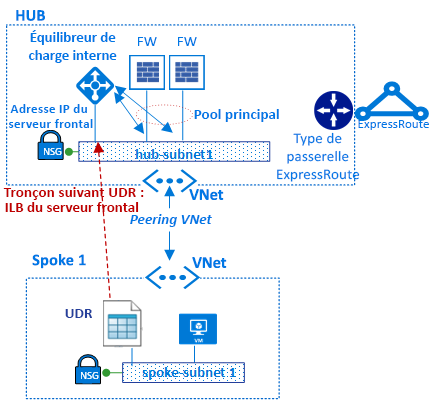 HUB
Équilibreur de
charge interne
FW
FW
Adresse IP du
serveur frontal
Pool principal
NSG
hub-subnet1
Type de
passerelle
ExpressRoute
ExpressRoute
Tronçon suivant UDR :
ILB du serveur frontal
VNet
Peering VNet
Spoke 1
VNet
UDR
VM
NSG
spoke-subnet 1